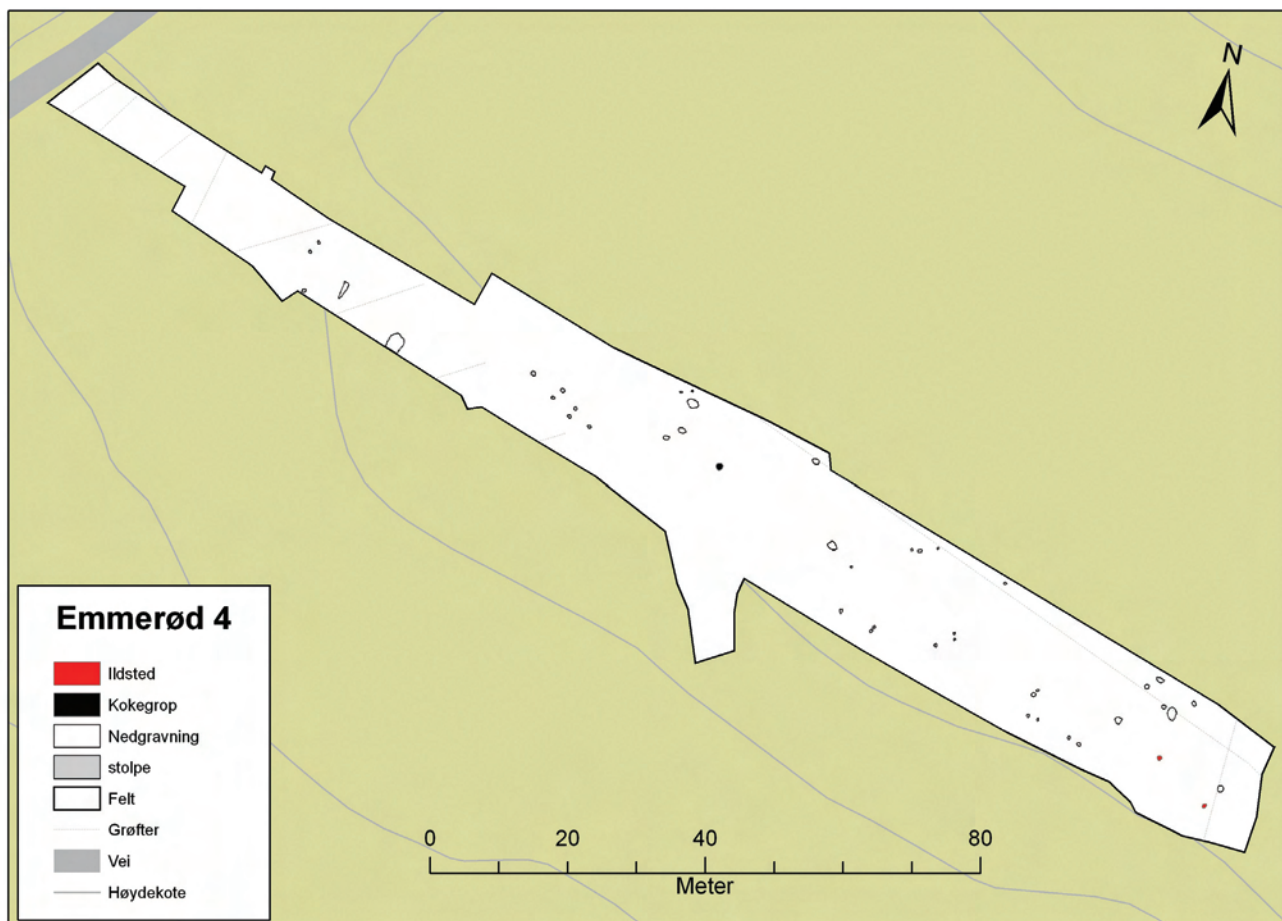 N
Emmerød 4
Ildsted
Kokegrop
Nedgravning
stolpe
Felt
Grøfter
Vei
Høydekote
0 20 40 80
Meter